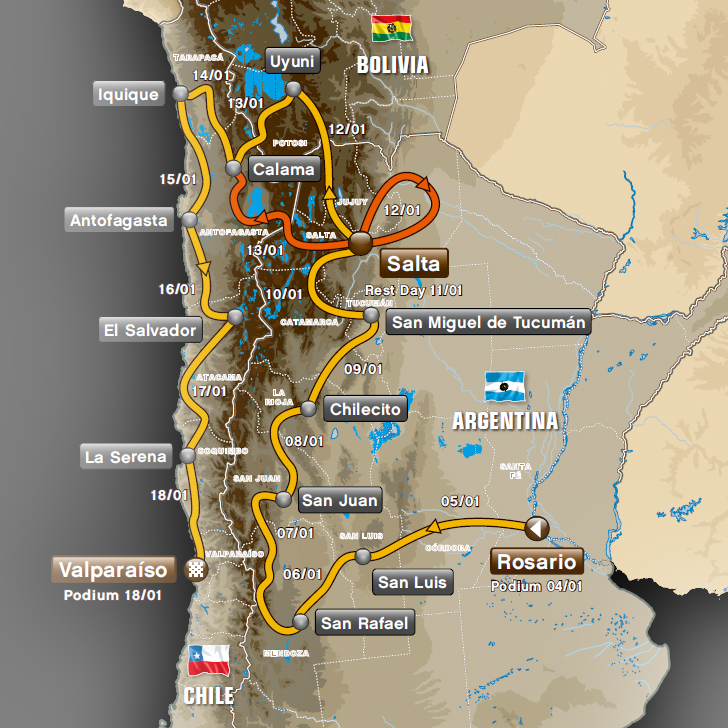 BOLIVIA
Uyuni
TARAPACÁ
14/01
Iquique
13/01
12/01
POTOSI
Calama
15/01
JUJUY
12/01
Antofagasta
ANTOFAGASTA
SALTA
13/01
Salta
Rest Day 11/01
16/01
10/01
TUCUMÁN
El Salvador
CATAMARCA
San Miguel de Tucumán
09/01
ATACAMA
17/01
LA
RIOJA
Chilecito
ARGENTINA
08/01
La Serena
COQUIMBO
SANTA
FÉ
SAN JUAN
18/01
San Juan
05/01
07/01
SAN LUIS
CÓRDOBA
Rosario
Podium 04/01
VALPARAÍSO
Valparaíso
Podium 18/01
06/01
San Luis
San Rafael
MENDOZA
CHILE